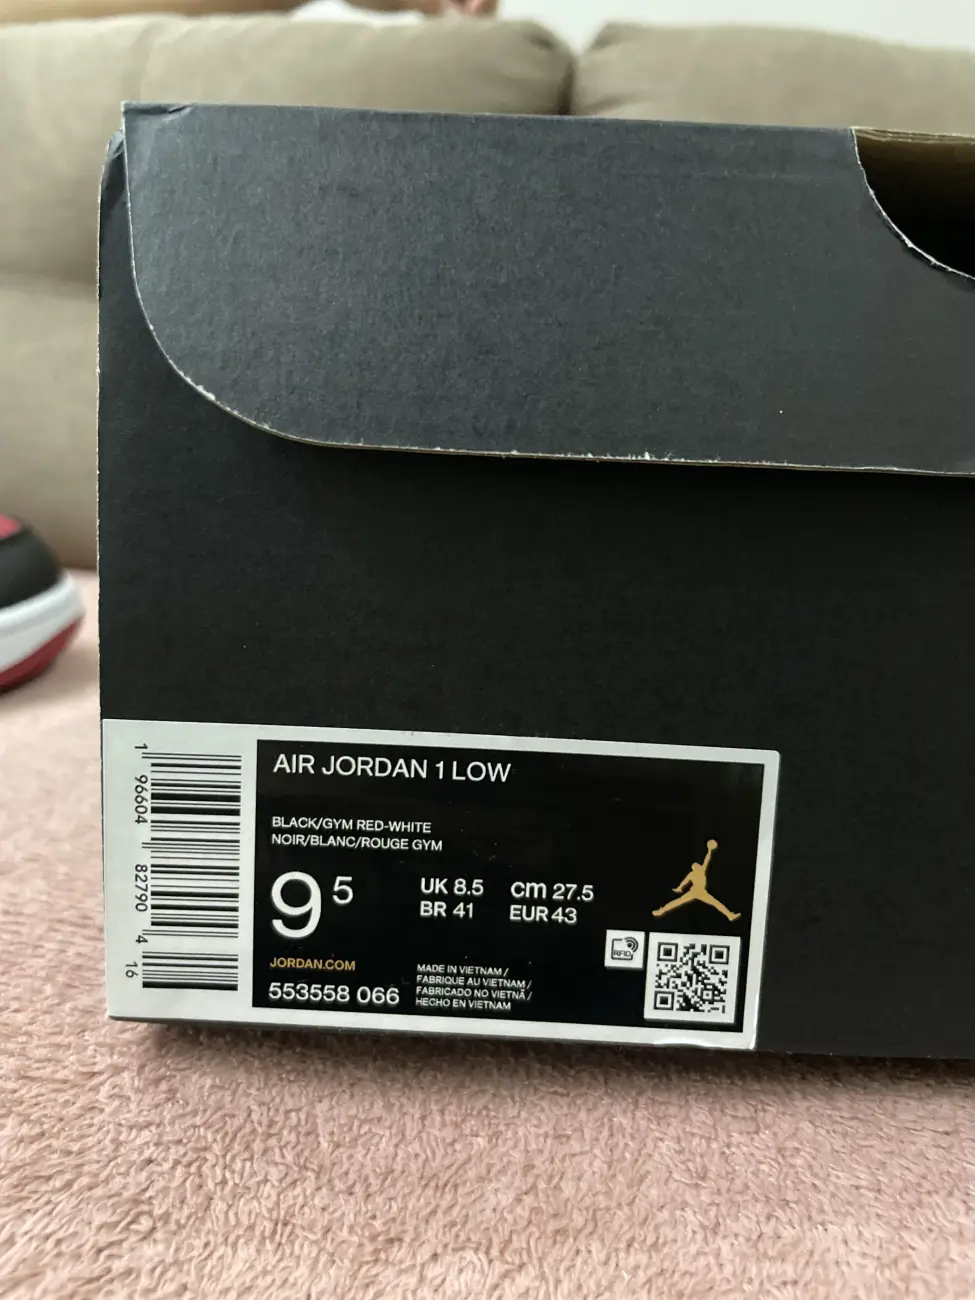 AIR JORDAN 1 LOW
BLACK/GYM RED-WHITE
NOIR/BLANC/ROUGE GYM
9 5
UK 8.5 cm 27.5
BR 41 EUR 43
JORDAN.COM
553558 066
MADE IN VIETNAM /
FABRIQUE AU VIETNAM /
FABRICADO NO VIETNÃ /
HECHO EN VIETNAM
RFID
1 96604 82790 4 16